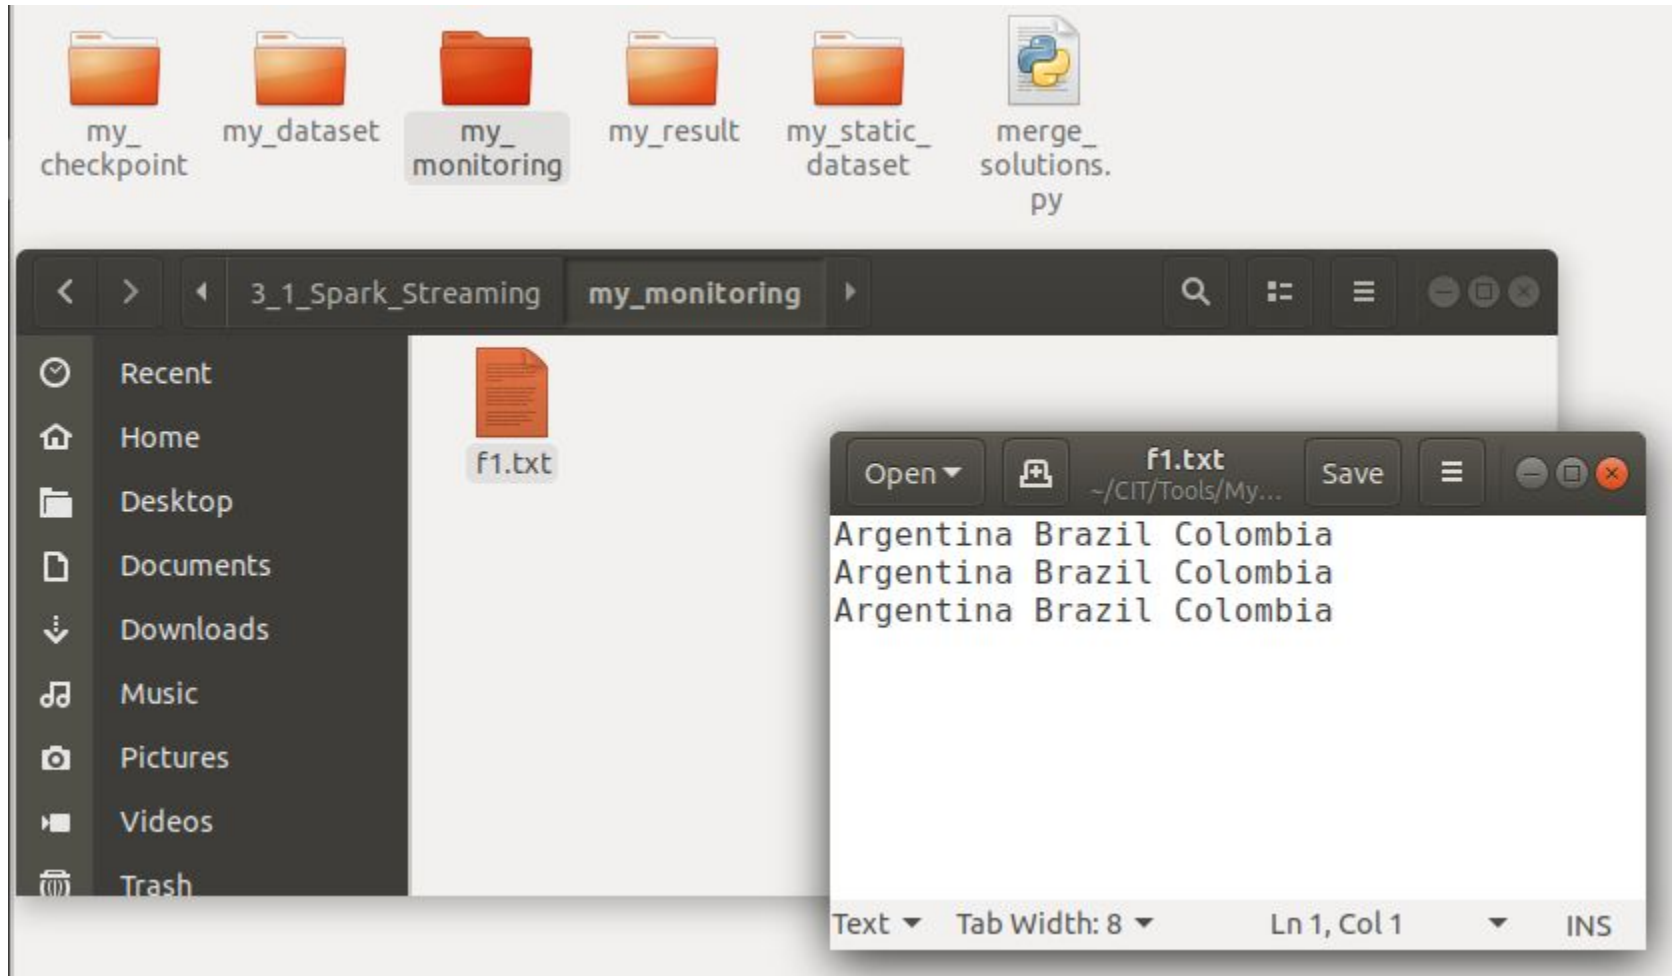 my_
checkpoint
my_dataset
my_
monitoring
my_result
my_static_
dataset
merge_
solutions.
py
3_1_Spark_Streaming
my_monitoring
Recent
Home
Desktop
Documents
Downloads
Music
Pictures
Videos
Trash
f1.txt
Open
f1.txt
~/CIT/Tools/My...
Save
Argentina Brazil Colombia
Argentina Brazil Colombia
Argentina Brazil Colombia
Text Tab Width: 8 Ln 1, Col 1 INS